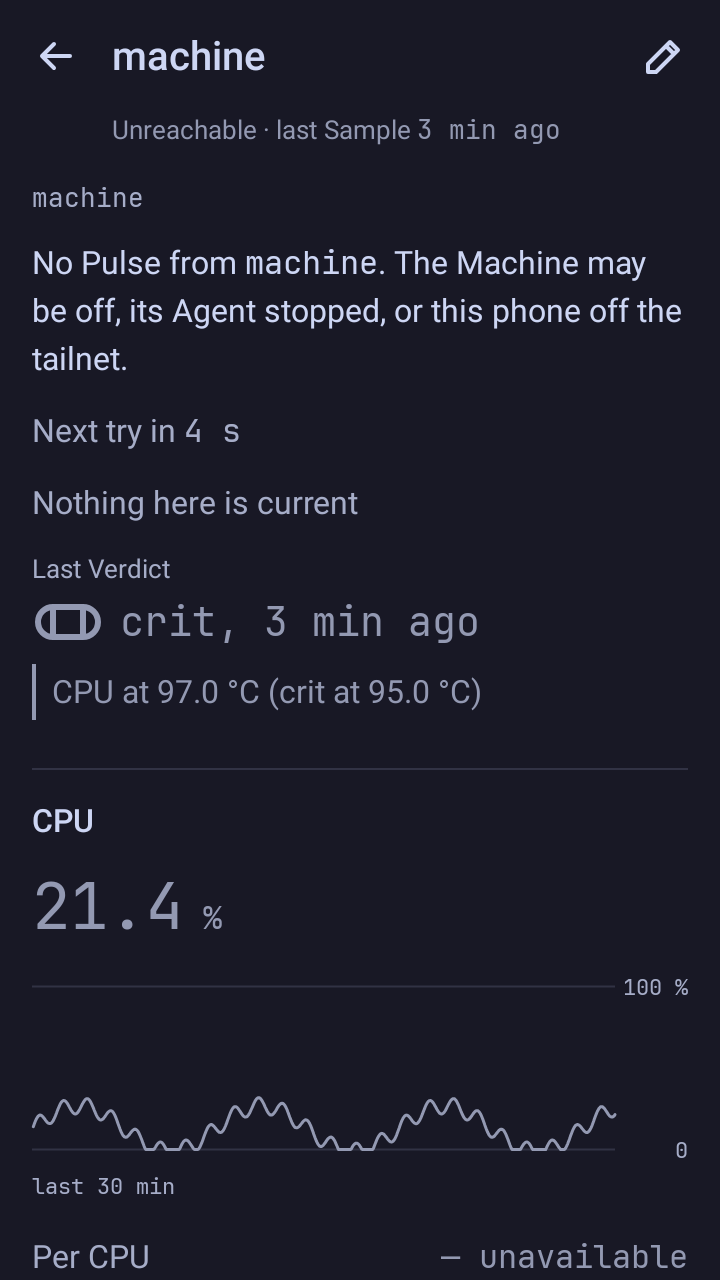 machine
Unreachable · last Sample 3 min ago
machine
No Pulse from machine. The Machine may
be off, its Agent stopped, or this phone off the
tailnet.
Next try in 4 s
Nothing here is current
Last Verdict
crit, 3 min ago
CPU at 97.0 °C (crit at 95.0 °C)
CPU
21.4 %
100 %
0
last 30 min
Per CPU — unavailable